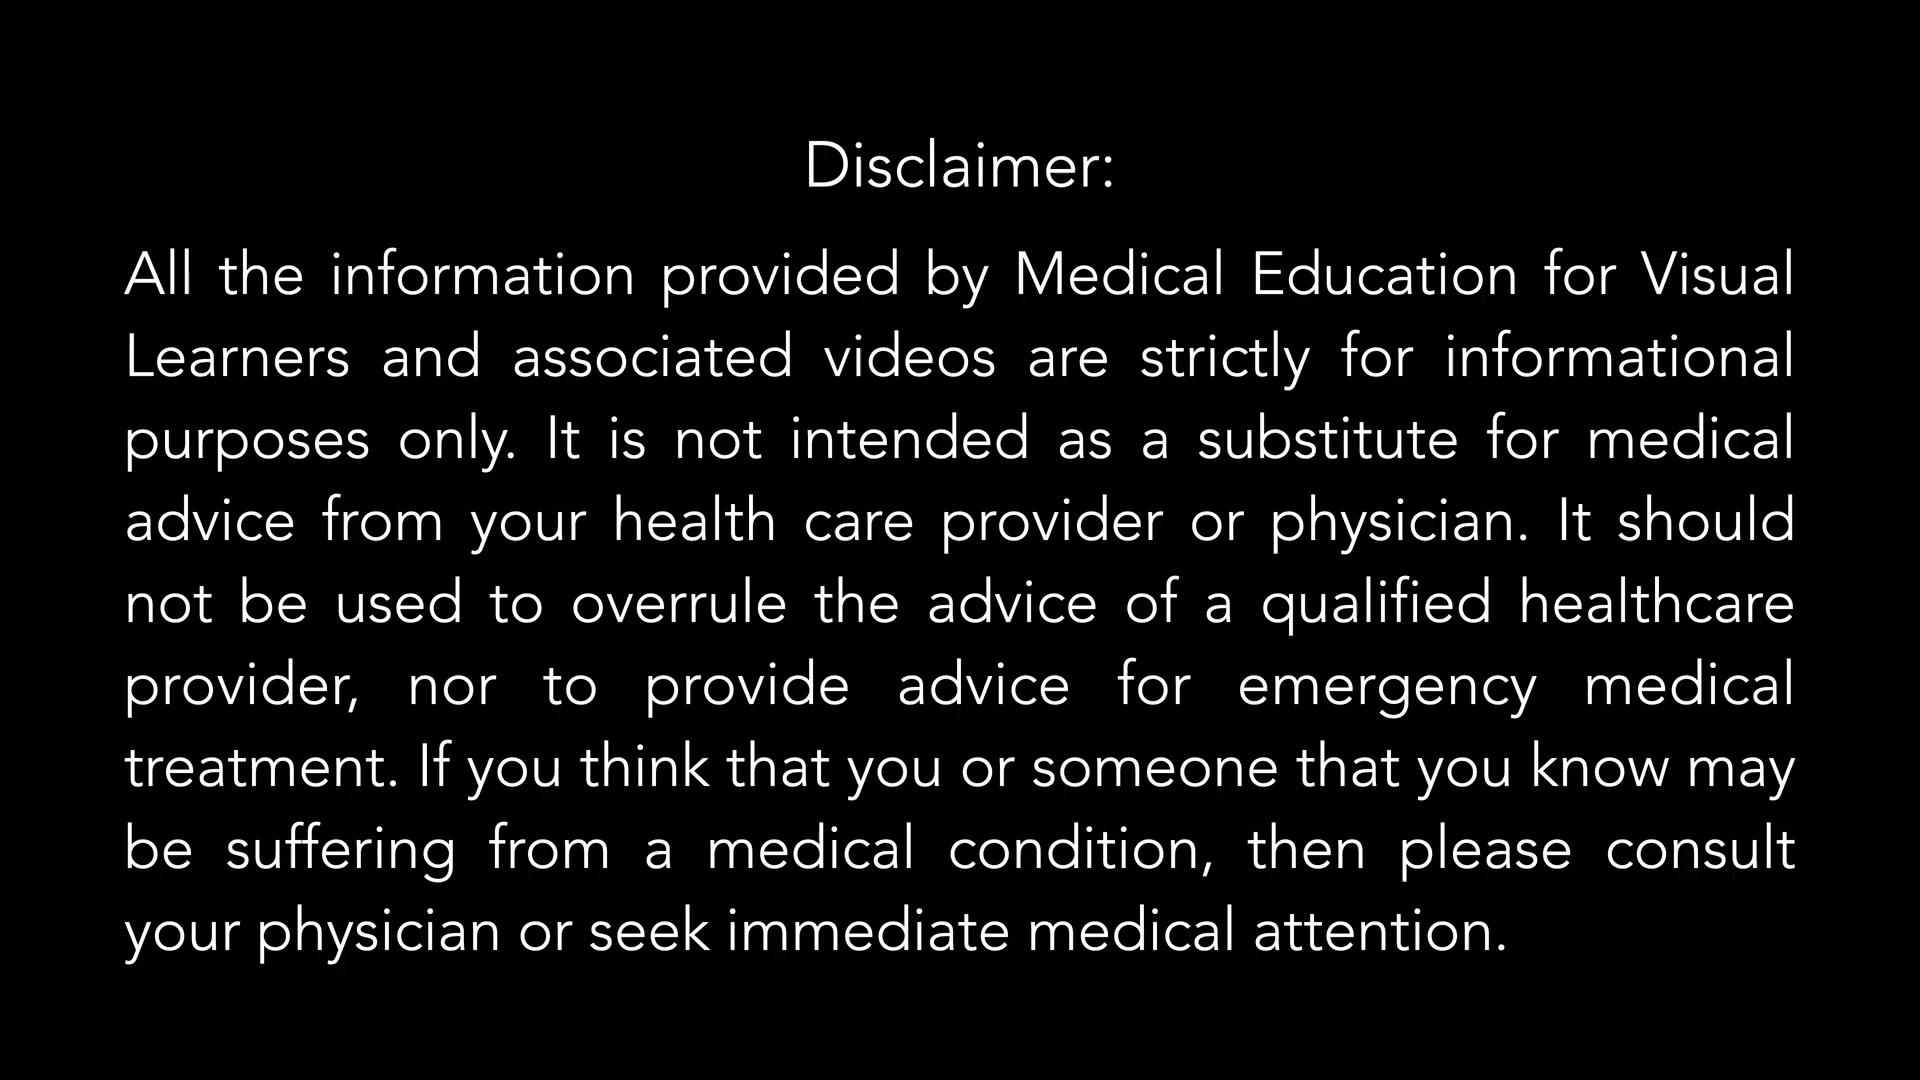 Disclaimer:
All the information provided by Medical Education for Visual
Learners and associated videos are strictly for informational
purposes only. It is not intended as a substitute for medical
advice from your health care provider or physician. It should
not be used to overrule the advice of a qualified healthcare
provider, nor to provide advice for emergency medical
treatment. If you think that you or someone that you know may
be suffering from a medical condition, then please consult
your physician or seek immediate medical attention.